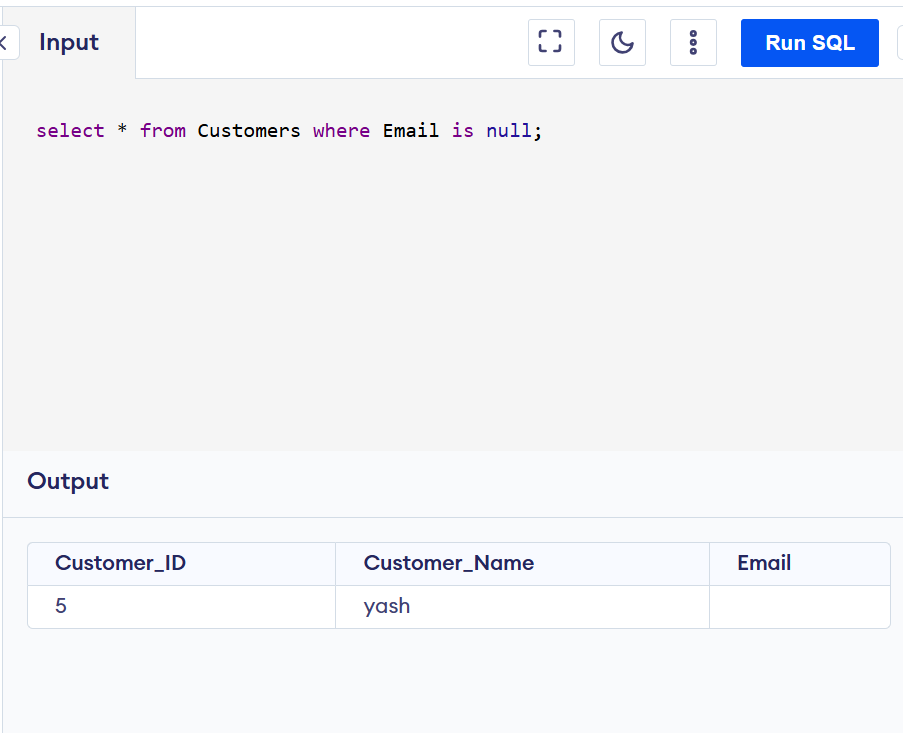 Input
Run SQL
select * from Customers where Email is null;
Output
Customer_ID Customer_Name Email
5 yash